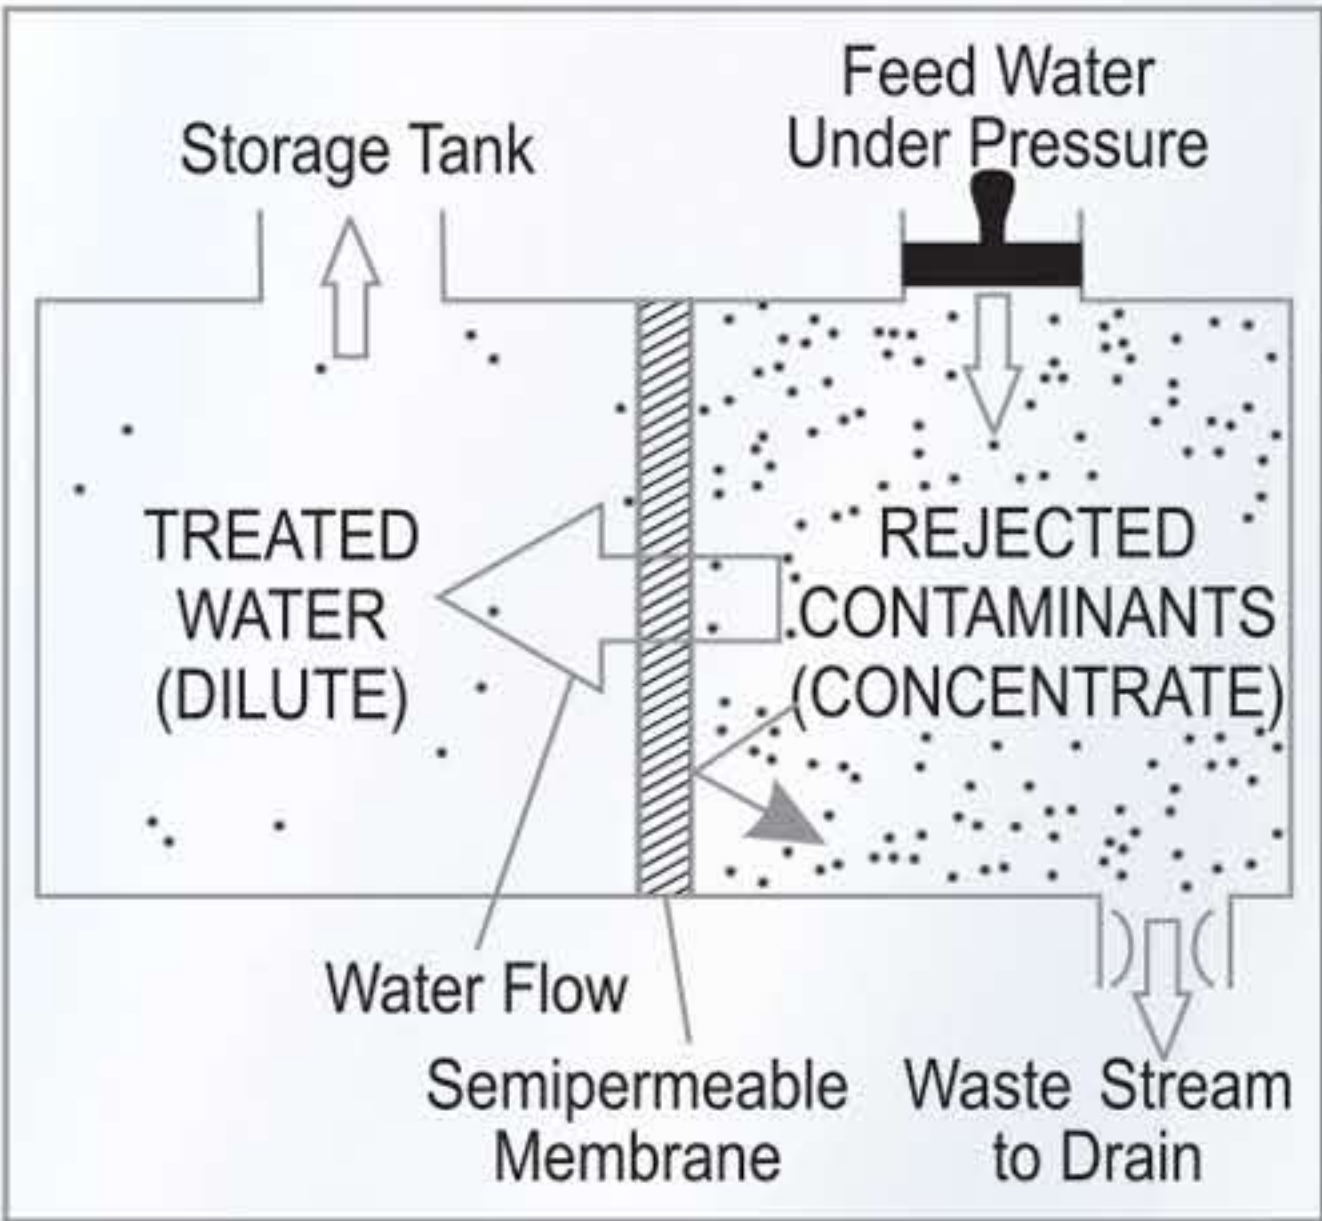 Feed Water
Under Pressure
Storage Tank
TREATED
WATER
(DILUTE)
REJECTED
CONTAMINANTS
(CONCENTRATE)
Water Flow
Semipermeable
Membrane
Waste Stream
to Drain